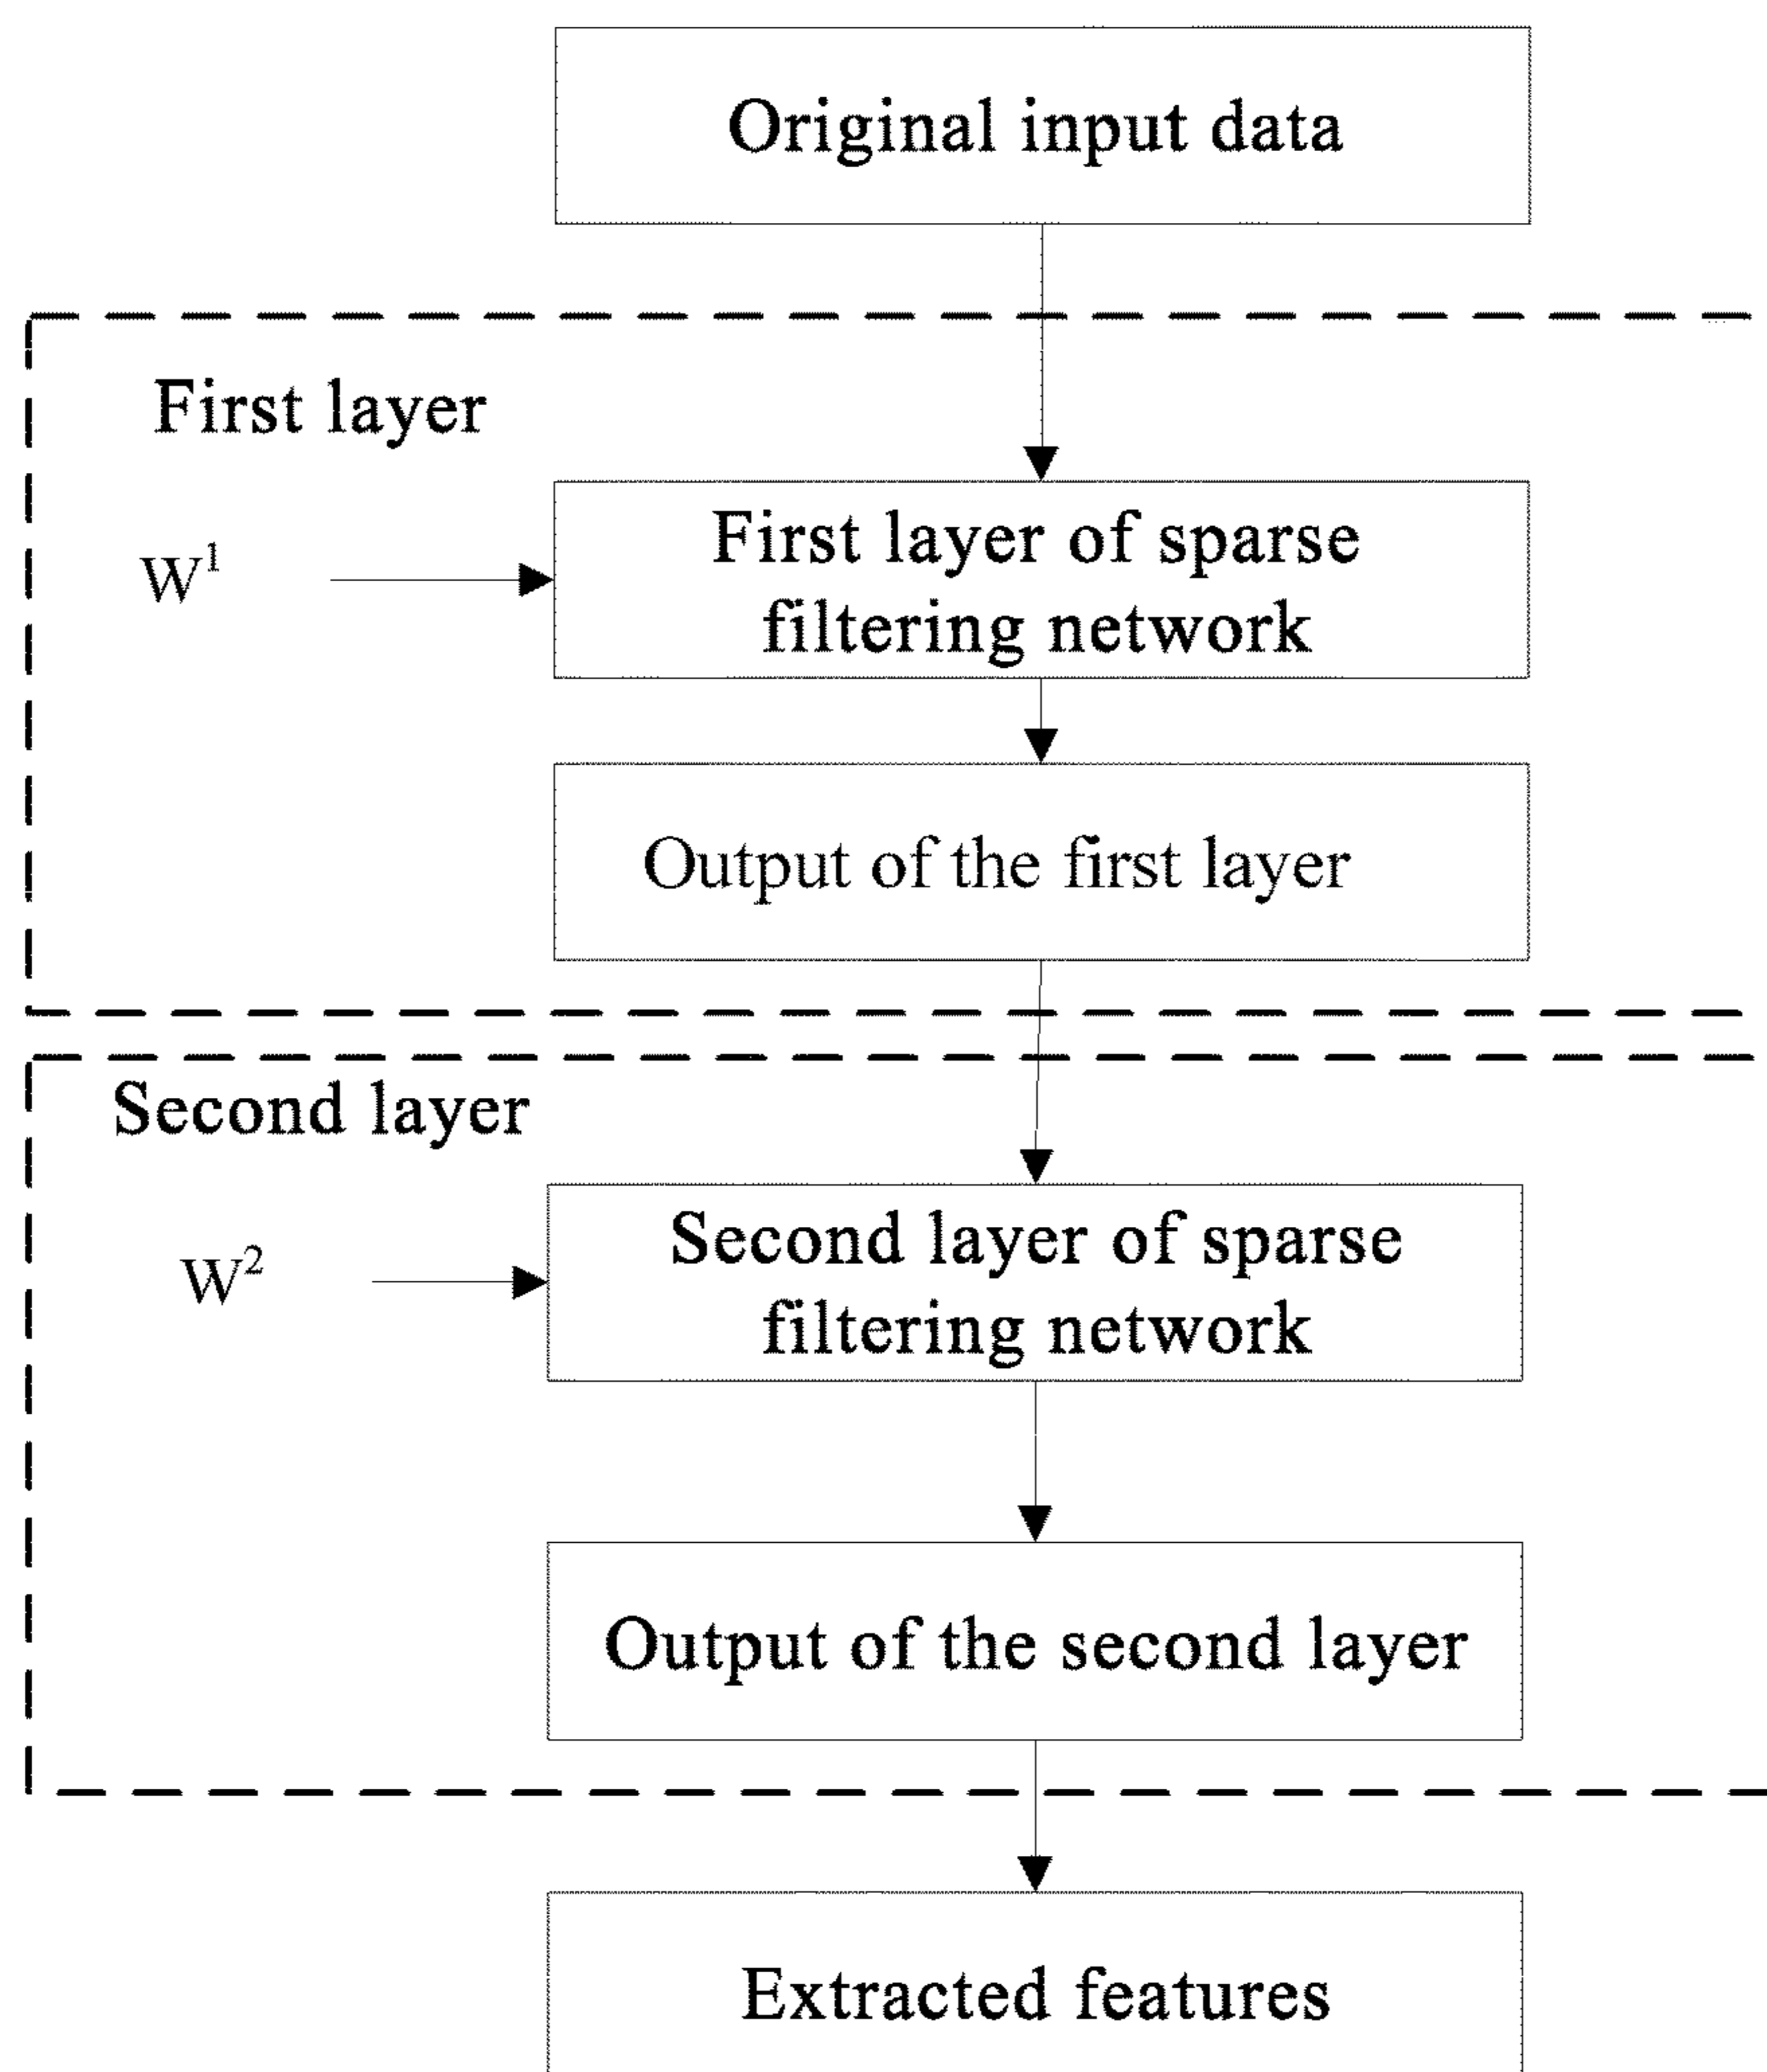 Original input data
First layer
First layer of sparse
W¹
filtering network
Output of the first layer
Second layer
Second layer of sparse
W²
filtering network
Output of the second layer
Extracted features